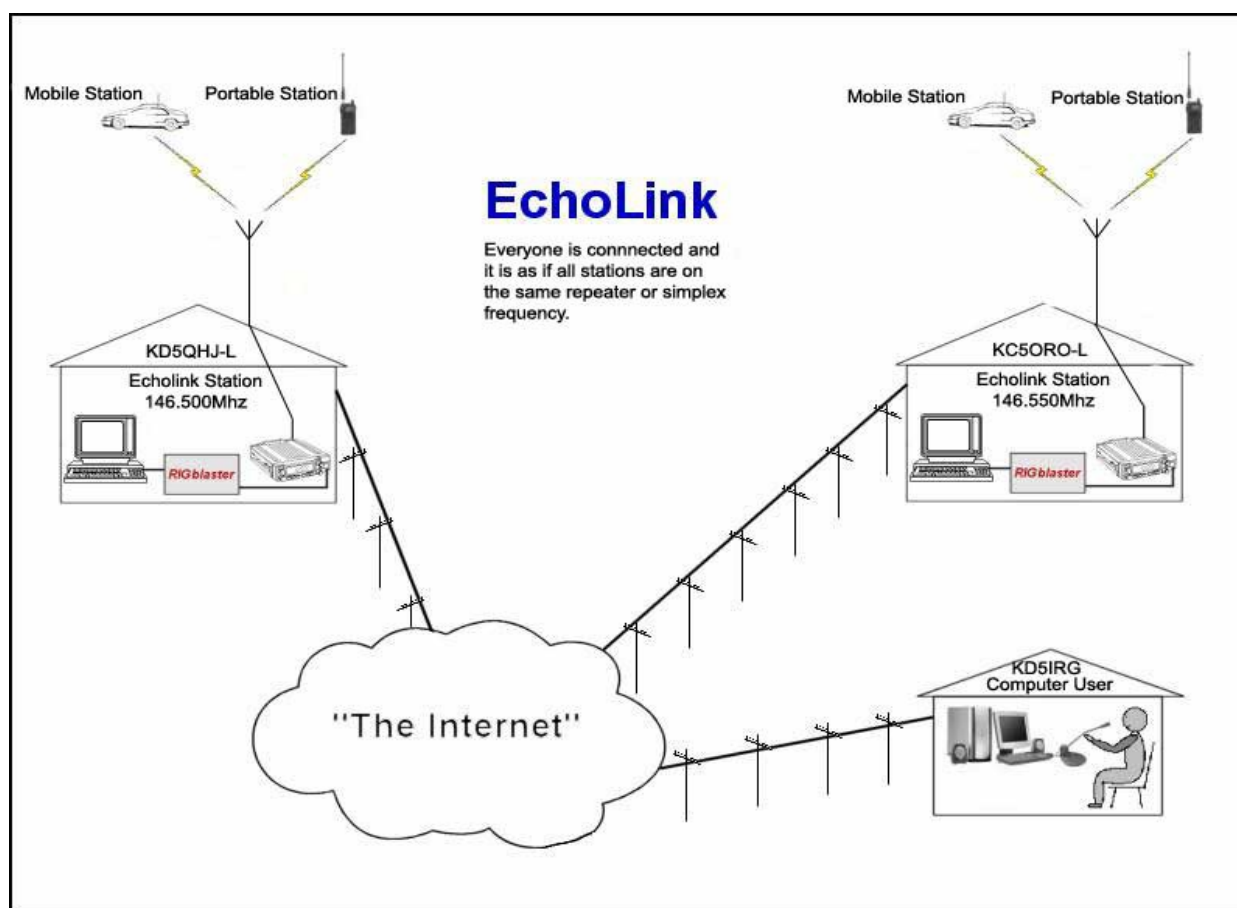 Mobile Station
Portable Station
Mobile Station
Portable Station
EchoLink
Everyone is connnected and
it is as if all stations are on
the same repeater or simplex
frequency.
KD5QHJ-L
Echolink Station
146.500Mhz
RIGblaster
KC5ORO-L
Echolink Station
146.550Mhz
RIGblaster
"The Internet"
KD5IRG
Computer User